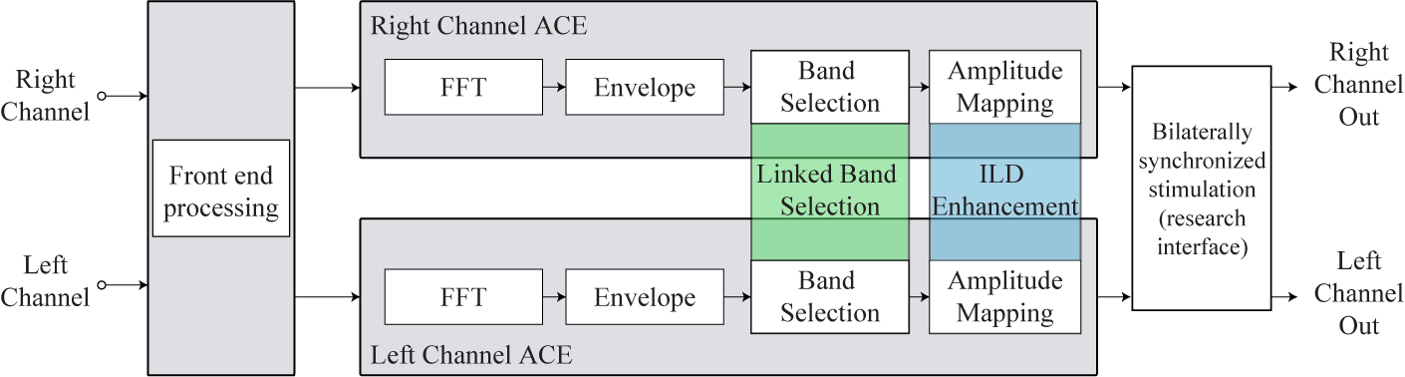 Right Channel ACE
Right
Channel
FFT
Envelope
Band
Selection
Amplitude
Mapping
Right
Channel
Out
Front end
processing
Linked Band
Selection
ILD
Enhancement
Bilaterally
synchronized
stimulation
(research
interface)
Left
Channel
FFT
Envelope
Band
Selection
Amplitude
Mapping
Left
Channel
Out
Left Channel ACE